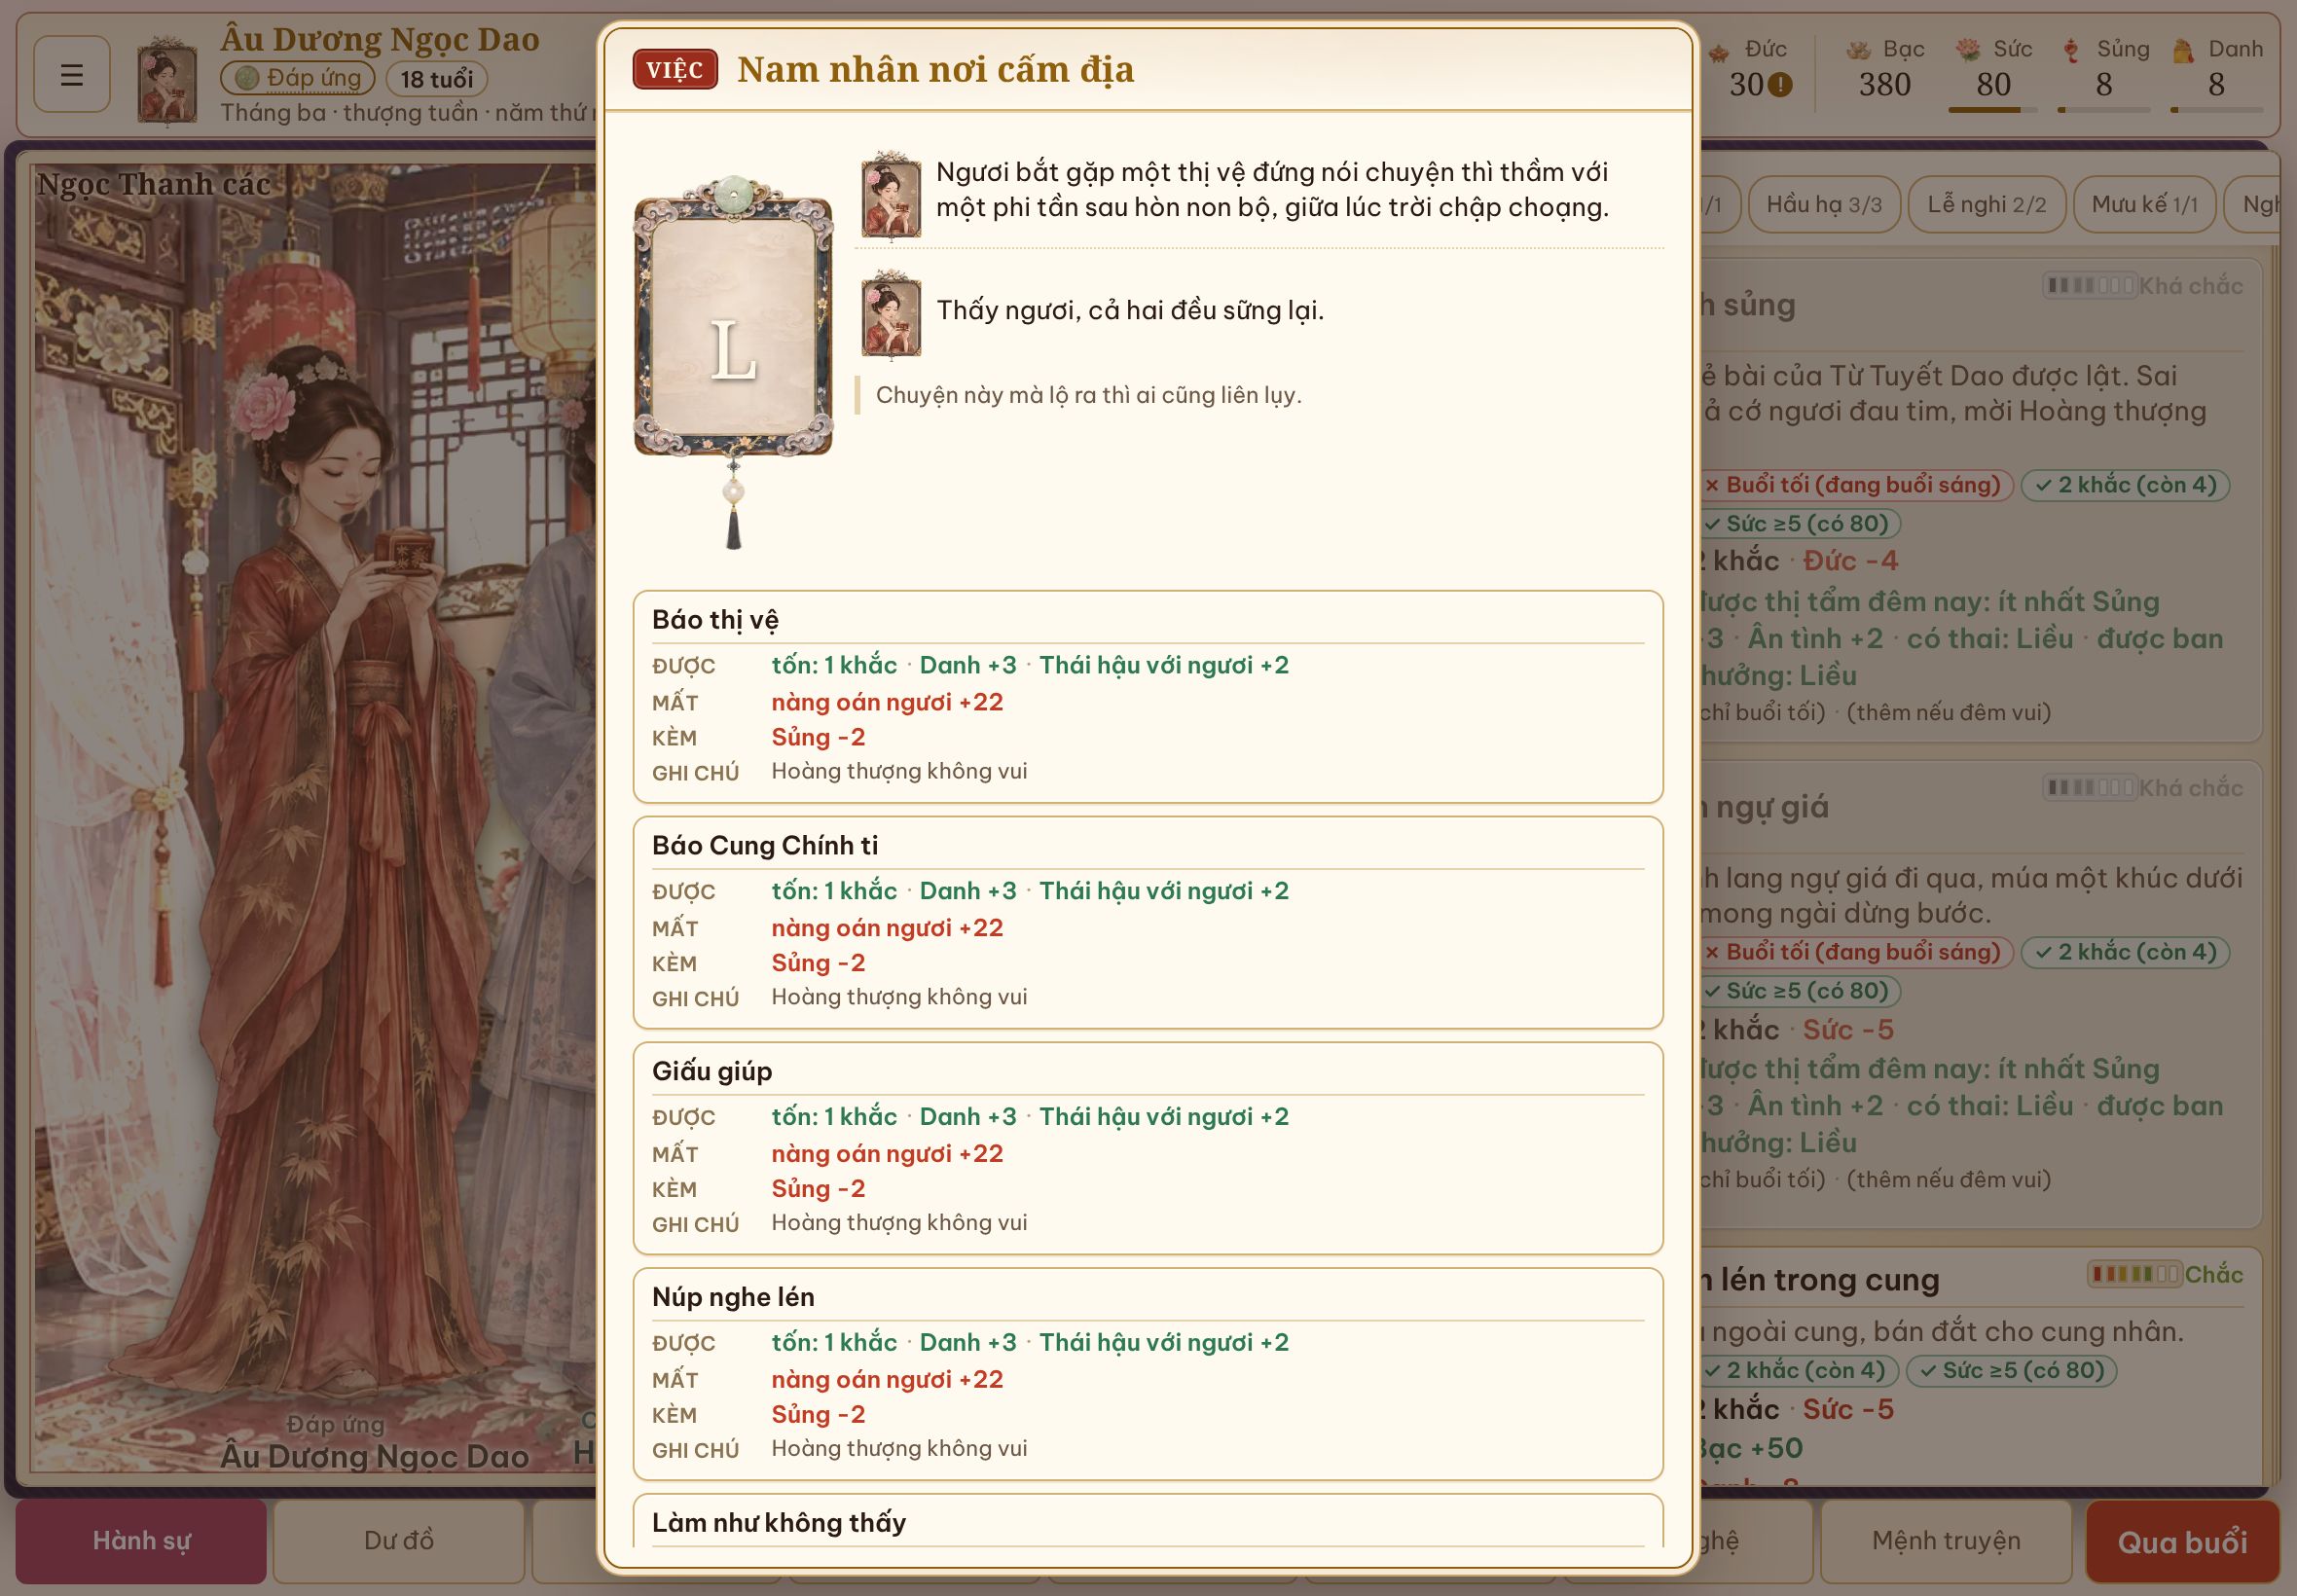 Âu Dương Ngọc Dao
Đáp ứng
18 tuổi
Tháng ba · thượng tuần · năm thứ
Đức
30
!
Bạc
380
Sức
80
Sủng
8
Danh
8
VIỆC
Nam nhân nơi cấm địa
Ngươi bắt gặp một thị vệ đứng nói chuyện thì thầm với
một phi tần sau hòn non bộ, giữa lúc trời chập choạng.
Thấy ngươi, cả hai đều sững lại.
Chuyện này mà lộ ra thì ai cũng liên lụy.
L
Báo thị vệ
ĐƯỢC tốn: 1 khắc · Danh +3 · Thái hậu với ngươi +2
MẤT nàng oán ngươi +22
KÈM Sủng -2
GHI CHÚ Hoàng thượng không vui
Báo Cung Chính ti
ĐƯỢC tốn: 1 khắc · Danh +3 · Thái hậu với ngươi +2
MẤT nàng oán ngươi +22
KÈM Sủng -2
GHI CHÚ Hoàng thượng không vui
Giấu giúp
ĐƯỢC tốn: 1 khắc · Danh +3 · Thái hậu với ngươi +2
MẤT nàng oán ngươi +22
KÈM Sủng -2
GHI CHÚ Hoàng thượng không vui
Núp nghe lén
ĐƯỢC tốn: 1 khắc · Danh +3 · Thái hậu với ngươi +2
MẤT nàng oán ngươi +22
KÈM Sủng -2
GHI CHÚ Hoàng thượng không vui
Làm như không thấy
Ngọc Thanh các
Đáp ứng
Âu Dương Ngọc Dao
/1
Hầu hạ 3/3
Lễ nghi 2/2
Mưu kế 1/1
sủng
Khá chắc
bài của Từ Tuyết Dao được lật. Sai
cớ ngươi đau tim, mời Hoàng thượng
× Buổi tối (đang buổi sáng)
✓ 2 khắc (còn 4)
✓ Sức ≥5 (có 80)
2 khắc · Đức -4
được thị tẩm đêm nay: ít nhất Sủng
+3 · Ân tình +2 · có thai: Liều · được ban
thưởng: Liều
(chỉ buổi tối) · (thêm nếu đêm vui)
ngự giá
Khá chắc
lang ngự giá đi qua, múa một khúc dưới
mong ngài dừng bước.
× Buổi tối (đang buổi sáng)
✓ 2 khắc (còn 4)
✓ Sức ≥5 (có 80)
2 khắc · Sức -5
được thị tẩm đêm nay: ít nhất Sủng
+3 · Ân tình +2 · có thai: Liều · được ban
thưởng: Liều
(chỉ buổi tối) · (thêm nếu đêm vui)
lén trong cung
Chắc
ngoài cung, bán đắt cho cung nhân.
✓ 2 khắc (còn 4)
✓ Sức ≥5 (có 80)
2 khắc · Sức -5
Bạc +50
Hành sự
Dư đồ
Mệnh truyện
Qua buổi